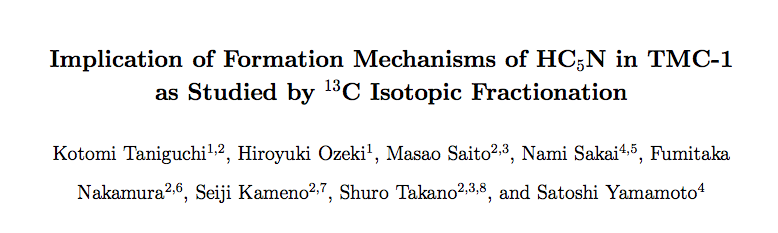 Implication of Formation Mechanisms of HC₅N in TMC-1
as Studied by ¹³C Isotopic Fractionation
Kotomi Taniguchi¹,², Hiroyuki Ozeki¹, Masao Saito²,³, Nami Sakai⁴,⁵, Fumitaka
Nakamura²,⁶, Seiji Kameno²,⁷, Shuro Takano²,³,⁸, and Satoshi Yamamoto⁴